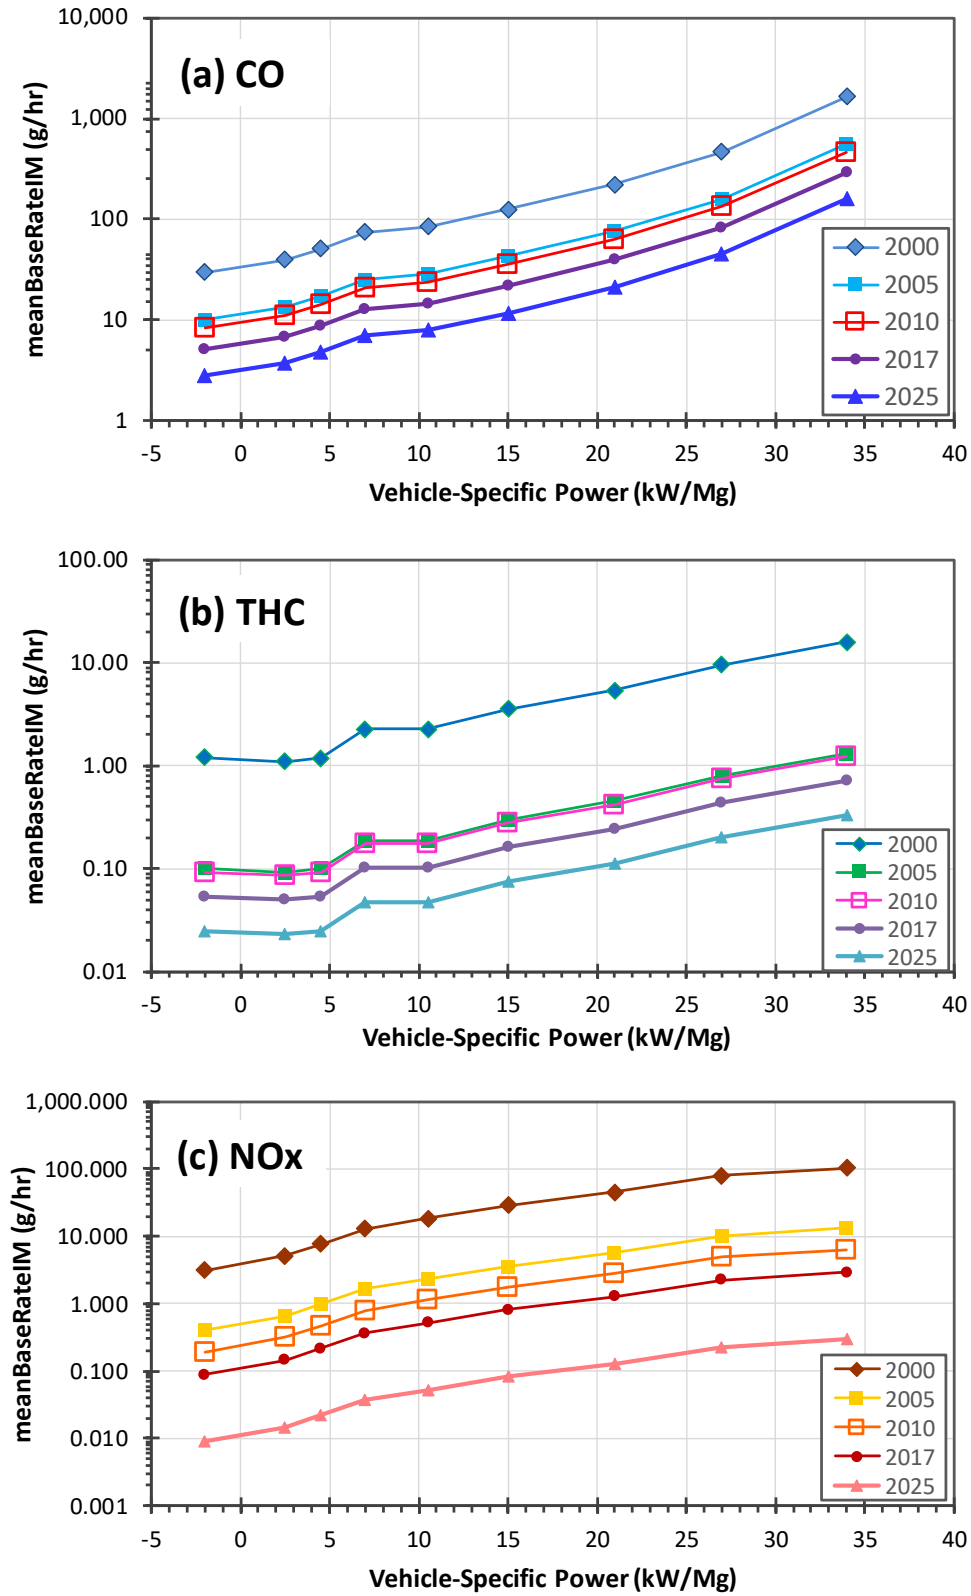 (a) CO
meanBaseRateIM (g/hr)
10,000
1,000
100
10
1
-5 0 5 10 15 20 25 30 35 40
Vehicle-Specific Power (kW/Mg)
2000
2005
2010
2017
2025
(b) THC
meanBaseRateIM (g/hr)
100.00
10.00
1.00
0.10
0.01
-5 0 5 10 15 20 25 30 35 40
Vehicle-Specific Power (kW/Mg)
2000
2005
2010
2017
2025
(c) NOx
meanBaseRateIM (g/hr)
1,000.000
100.000
10.000
1.000
0.100
0.010
0.001
-5 0 5 10 15 20 25 30 35 40
Vehicle-Specific Power (kW/Mg)
2000
2005
2010
2017
2025